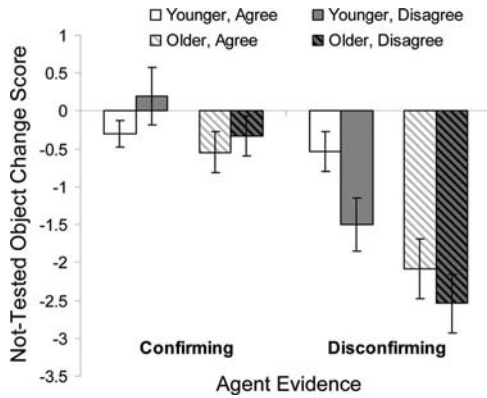 Younger, Agree Younger, Disagree
Older, Agree Older, Disagree
Not-Tested Object Change Score
1
0.5
0
-0.5
-1
-1.5
-2
-2.5
-3
-3.5
Confirming Disconfirming
Agent Evidence